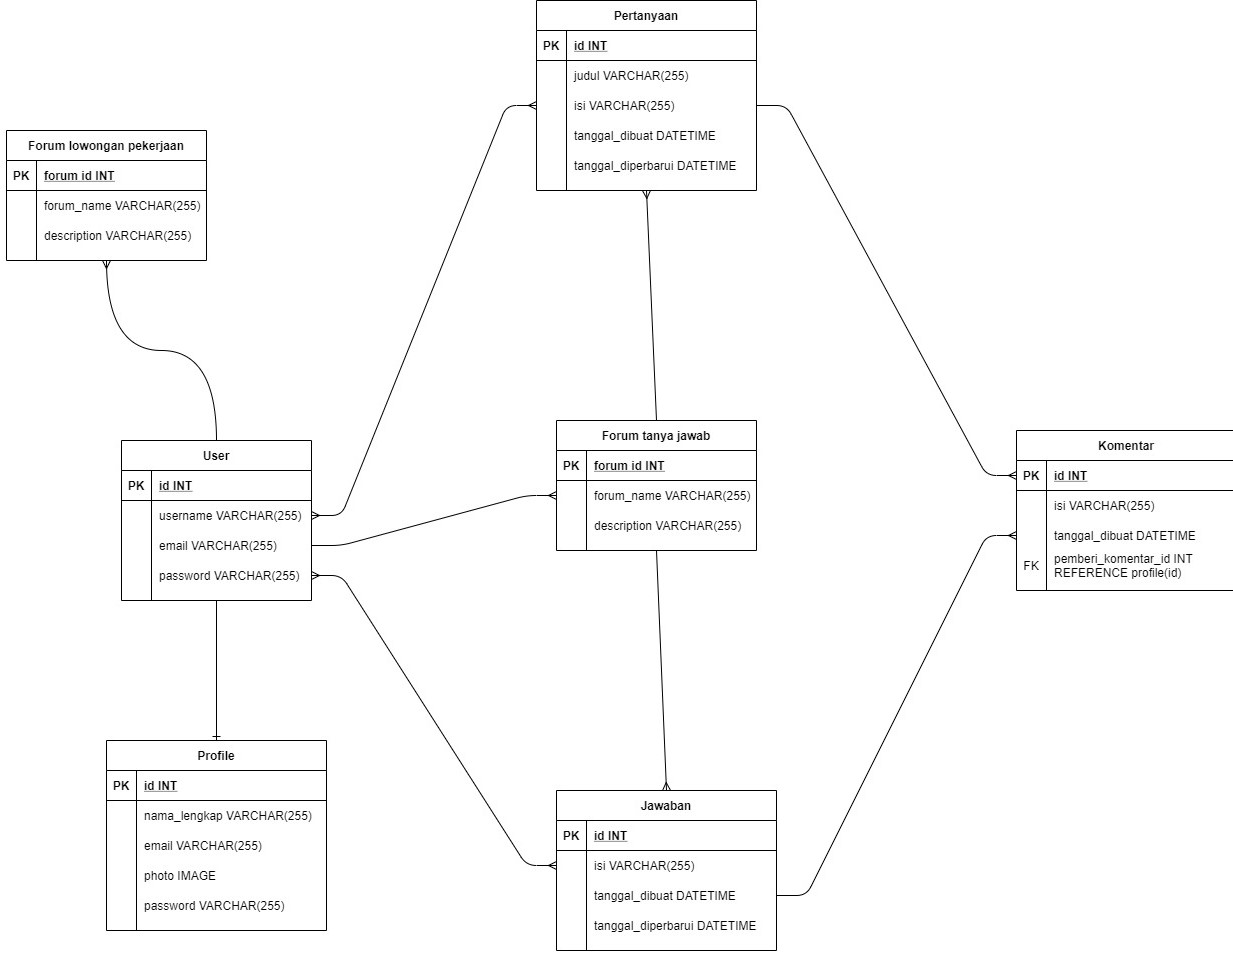 Pertanyaan
PK id INT
judul VARCHAR(255)
isi VARCHAR(255)
tanggal_dibuat DATETIME
tanggal_diperbarui DATETIME
Forum lowongan pekerjaan
PK forum id INT
forum_name VARCHAR(255)
description VARCHAR(255)
Forum tanya jawab
PK forum id INT
forum_name VARCHAR(255)
description VARCHAR(255)
Komentar
PK id INT
isi VARCHAR(255)
tanggal_dibuat DATETIME
FK pemberi_komentar_id INT
REFERENCE profile(id)
User
PK id INT
username VARCHAR(255)
email VARCHAR(255)
password VARCHAR(255)
Profile
PK id INT
nama_lengkap VARCHAR(255)
email VARCHAR(255)
photo IMAGE
password VARCHAR(255)
Jawaban
PK id INT
isi VARCHAR(255)
tanggal_dibuat DATETIME
tanggal_diperbarui DATETIME